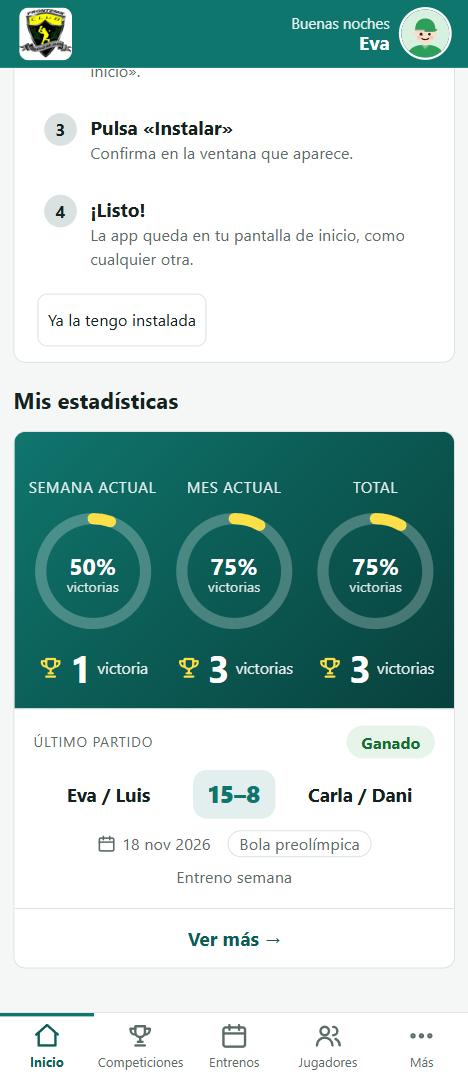 FRONTENIS
CLUB
Buenas noches
Eva
inicio».
3
Pulsa «Instalar»
Confirma en la ventana que aparece.
4
¡Listo!
La app queda en tu pantalla de inicio, como
cualquier otra.
Ya la tengo instalada
Mis estadísticas
SEMANA ACTUAL
MES ACTUAL
TOTAL
50%
victorias
75%
victorias
75%
victorias
1 victoria
3 victorias
3 victorias
ÚLTIMO PARTIDO
Ganado
Eva / Luis
15–8
Carla / Dani
18 nov 2026
Bola preolímpica
Entreno semana
Ver más →
Inicio
Competiciones
Entrenos
Jugadores
Más